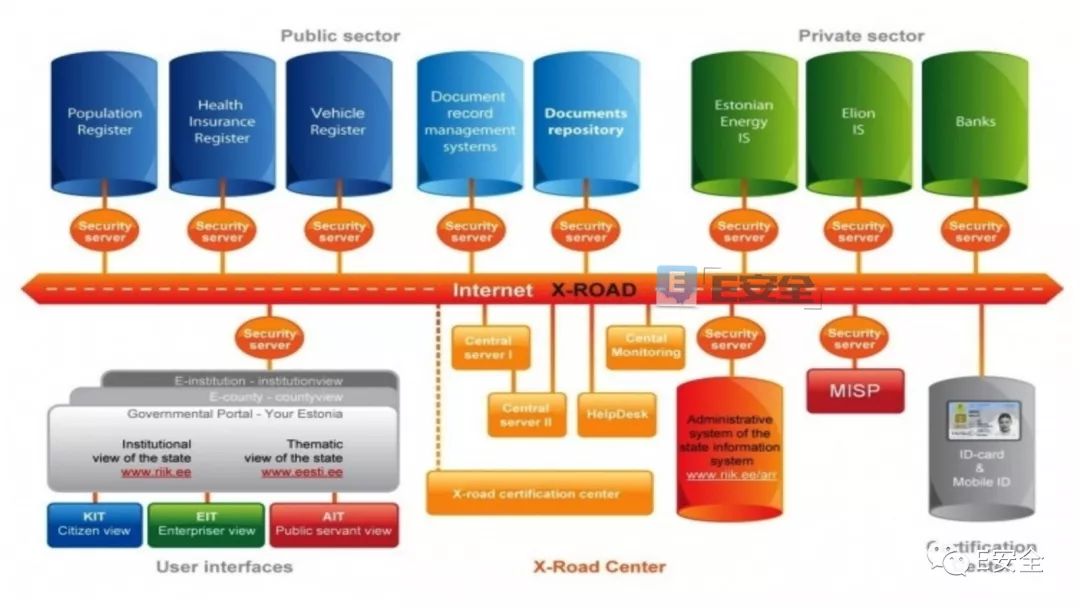 Public sector
Private sector
Population
Register
Health
Insurance
Register
Vehicle
Register
Document
record
management
systems
Documents
repository
Estonian
Energy
IS
Elion
IS
Banks
Security
server
Security
server
Security
server
Security
server
Security
server
Security
server
Security
server
Security
server
Internet X-ROAD
E安全
Security
server
Central
server I
Cental
Monitoring
Security
server
Security
server
E-institution - institutionview
E-county - countyview
Governmental Portal - Your Estonia
Institutional
view of the state
www.riik.ee
Thematic
view of the state
www.eesti.ee
Central
server II
HelpDesk
MISP
Administrative
system of the
state information
system
www.riik.ee/arr
ID-card
&
Mobile ID
X-road certification center
KIT
Citizen view
EIT
Enterpriser view
AIT
Public servant view
User interfaces
X-Road Center
Certification
E安全